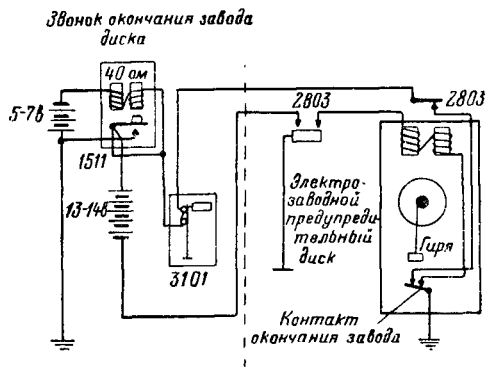 Звонок окончания завода
диска
40 ом
5-7в
1511
13-14в
3101
2803
2803
Электро-
заводной
предупреди-
тельный
диск
Гиря
Контакт
окончания завода